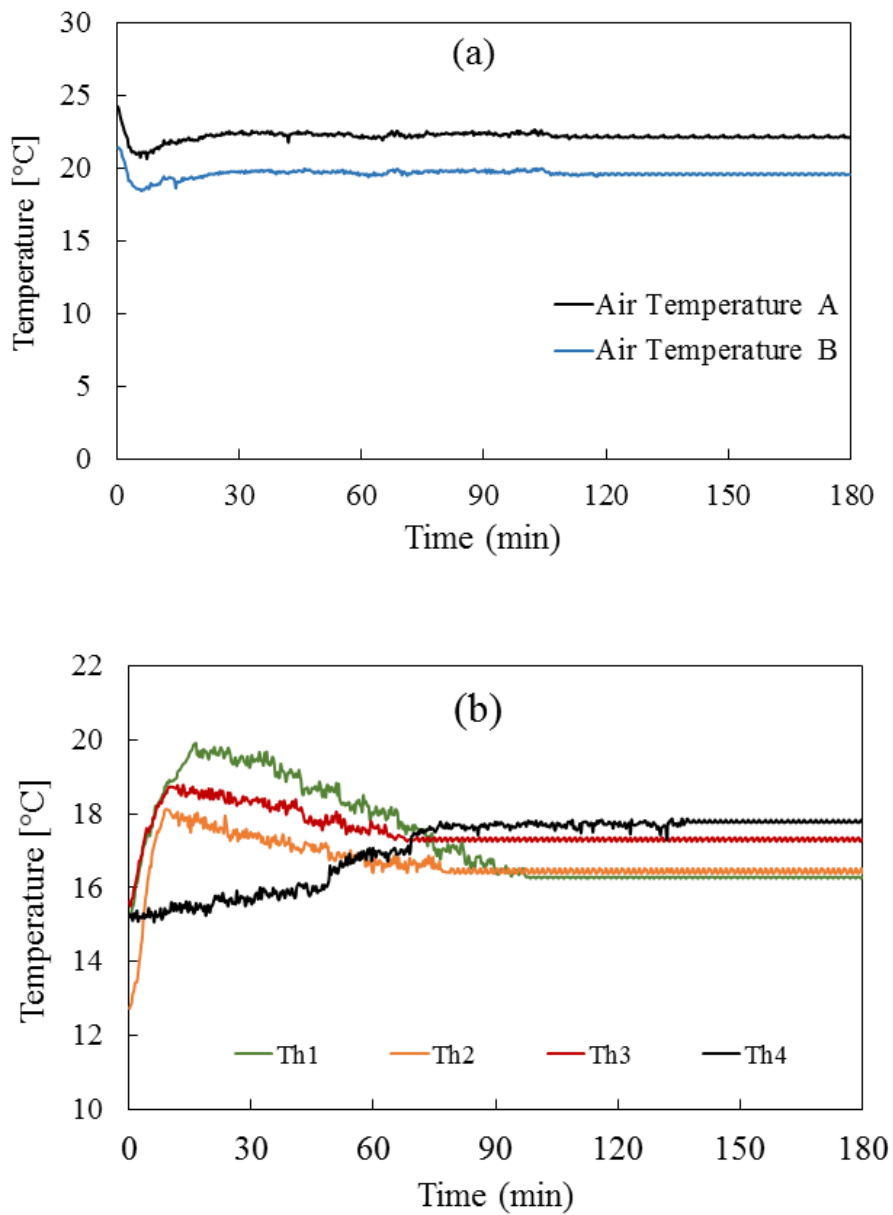 (a)
Temperature [°C]
30
25
20
15
10
5
0
Air Temperature A
Air Temperature B
0 30 60 90 120 150 180
Time (min)
(b)
Temperature [°C]
22
20
18
16
14
12
10
Th1 Th2 Th3 Th4
0 30 60 90 120 150 180
Time (min)